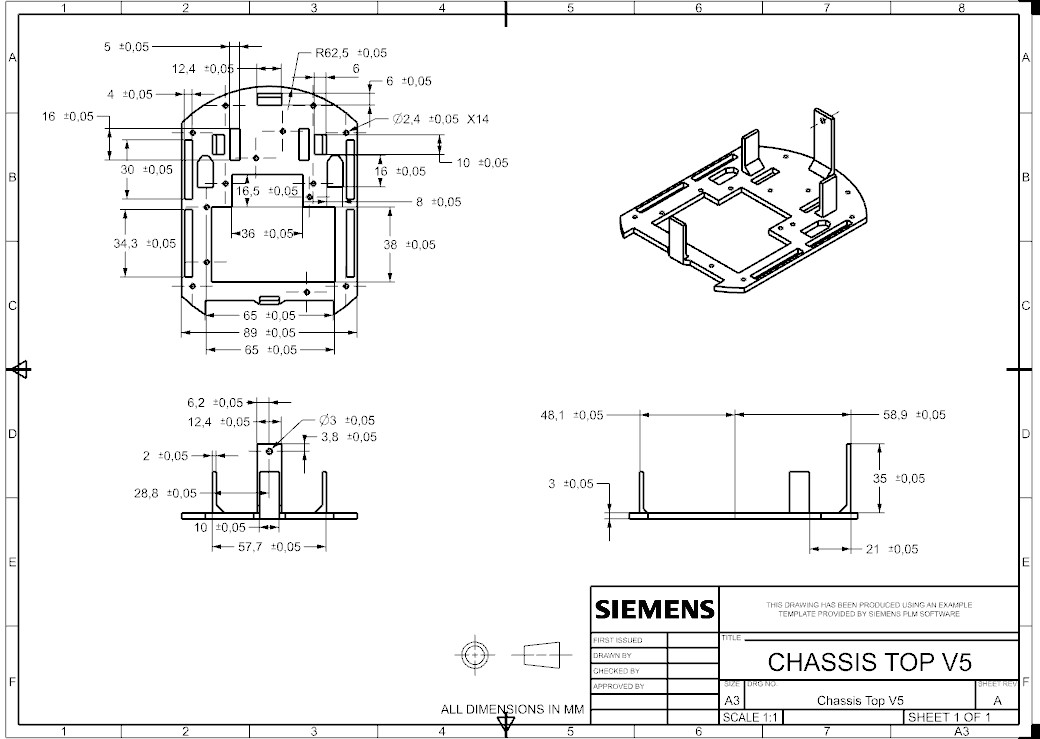 1 2 3 4 5 6 7 8
A A
B B
C C
D D
E E
F F
5 ±0,05
R62,5 ±0,05
12,4 ±0,05
6
6 ±0,05
4 ±0,05
16 ±0,05
∅2,4 ±0,05 X14
10 ±0,05
30 ±0,05
16 ±0,05
16,5 ±0,05
8 ±0,05
36 ±0,05
34,3 ±0,05
38 ±0,05
65 ±0,05
89 ±0,05
65 ±0,05
6,2 ±0,05
12,4 ±0,05
∅3 ±0,05
3,8 ±0,05
2 ±0,05
28,8 ±0,05
10 ±0,05
57,7 ±0,05
48,1 ±0,05
58,9 ±0,05
3 ±0,05
35 ±0,05
21 ±0,05
SIEMENS
THIS DRAWING HAS BEEN PRODUCED USING AN EXAMPLE
TEMPLATE PROVIDED BY SIEMENS PLM SOFTWARE
FIRST ISSUED
DRAWN BY
CHECKED BY
APPROVED BY
TITLE
CHASSIS TOP V5
SIZE DRG NO. SHEET REV
A3 Chassis Top V5 A
SCALE 1:1 SHEET 1 OF 1
ALL DIMENSIONS IN MM
1 2 3 4 5 6 7 A3